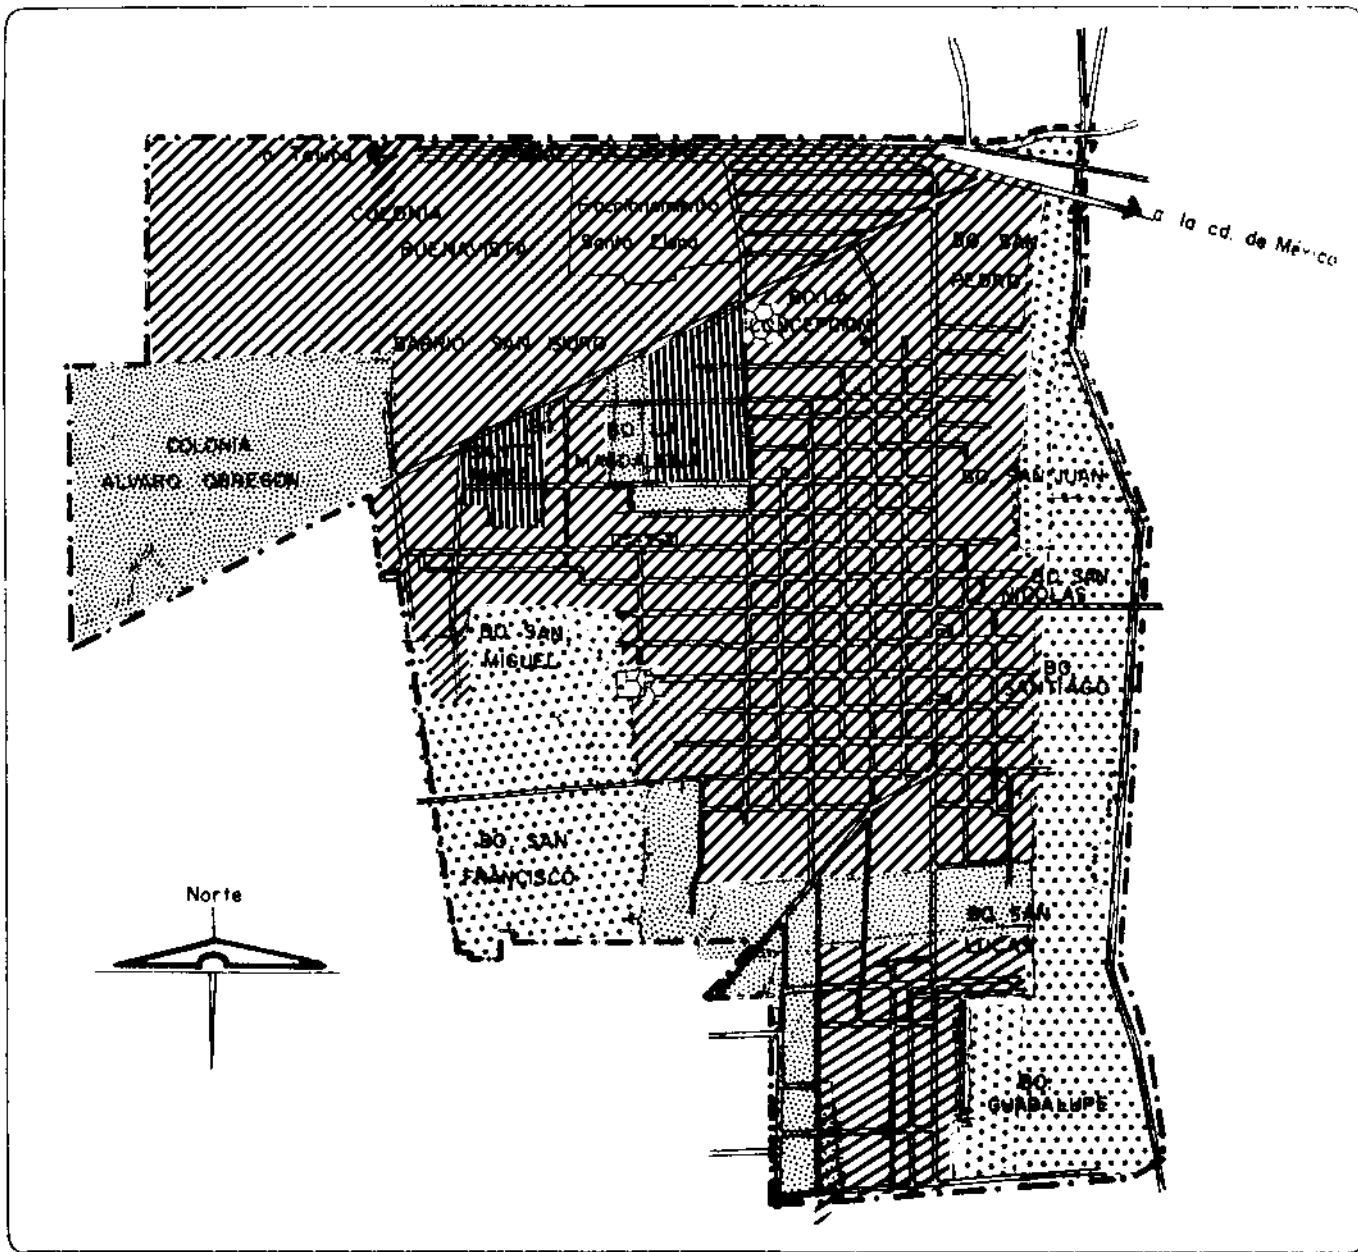 a Toluca
COLONIA
BUENAVISTA
Fraccionamiento
Santa Elena
BO. SAN
PEDRO
a la cd. de México
BO. LA
CONCEPCION
BARRIO SAN ISIDRO
COLONIA
ALVARO OBREGON
BO. LA
MAGDALENA
BO. SAN JUAN
BO. SAN
NICOLAS
BO. SAN
MIGUEL
BO.
SANTIAGO
BO. SAN
FRANCISCO
Norte
BO. SAN
LUCAS
BO.
GUADALUPE